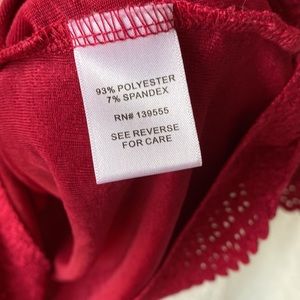 93% POLYESTER
7% SPANDEX
RN# 139555
SEE REVERSE
FOR CARE